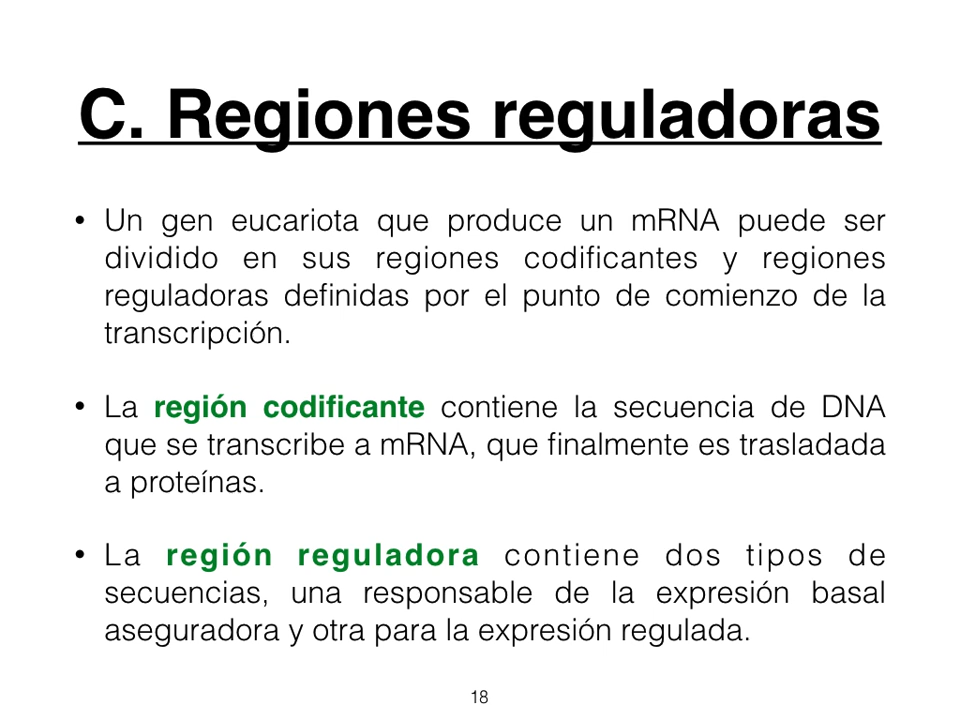 C. Regiones reguladoras
• Un gen eucariota que produce un mRNA puede ser
dividido en sus regiones codificantes y regiones
reguladoras definidas por el punto de comienzo de la
transcripción.
• La región codificante contiene la secuencia de DNA
que se transcribe a mRNA, que finalmente es trasladada
a proteínas.
• La región reguladora contiene dos tipos de
secuencias, una responsable de la expresión basal
aseguradora y otra para la expresión regulada.
18